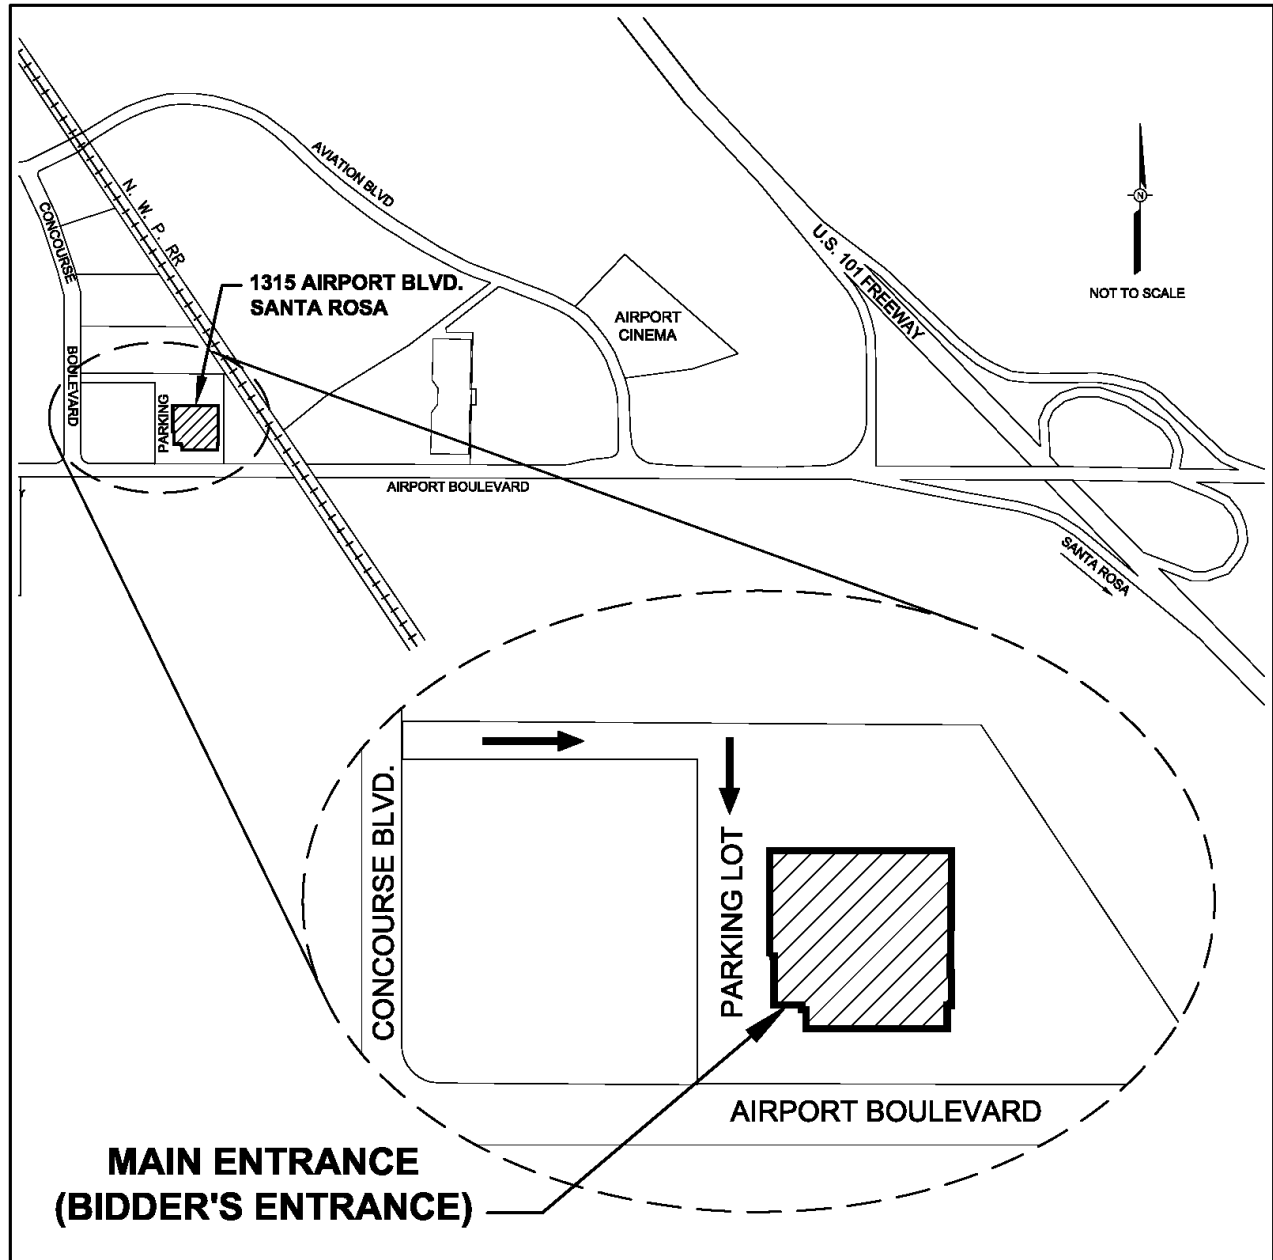 AVIATION BLVD
N. W. P. RR
CONCOURSE
BOULEVARD
1315 AIRPORT BLVD.
SANTA ROSA
AIRPORT
CINEMA
U.S. 101 FREEWAY
N
NOT TO SCALE
PARKING
AIRPORT BOULEVARD
SANTA ROSA
CONCOURSE BLVD.
PARKING LOT
AIRPORT BOULEVARD
MAIN ENTRANCE
(BIDDER'S ENTRANCE)